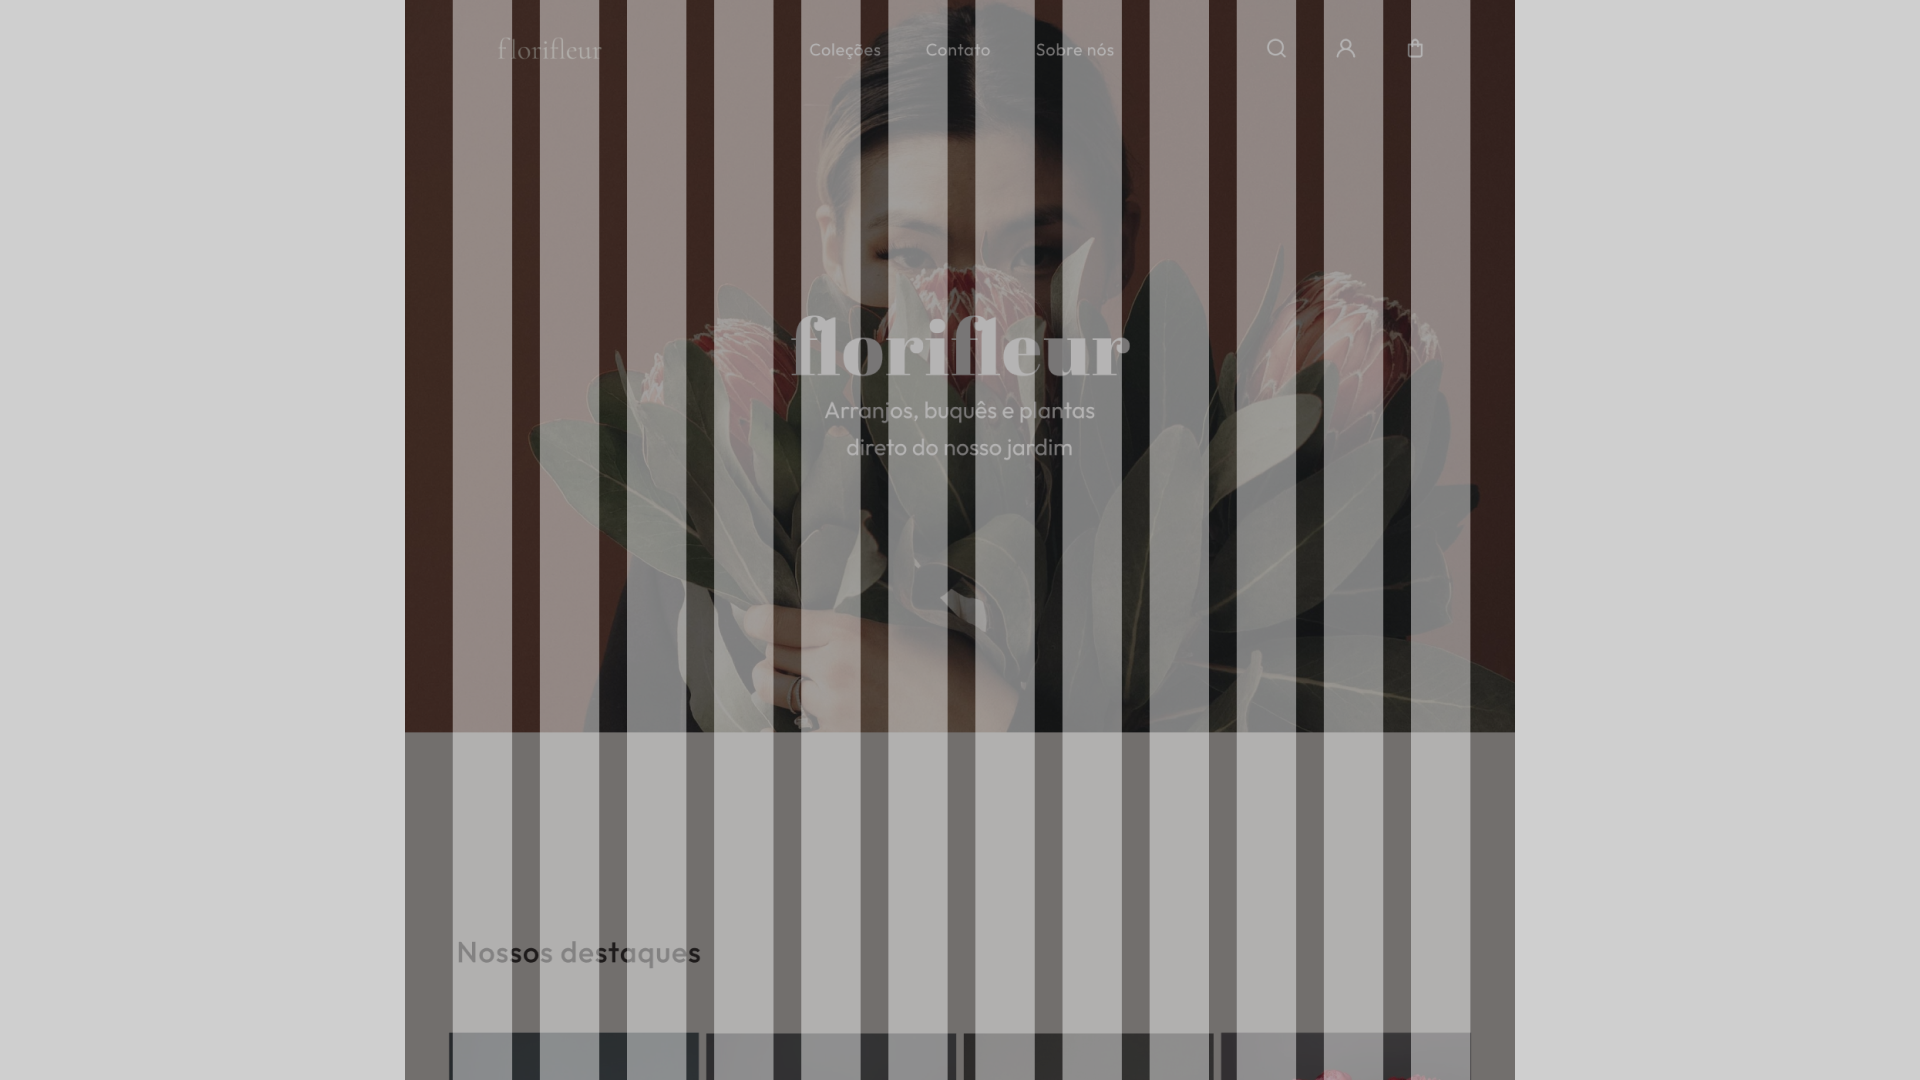 florifleur
Coleções
Contato
Sobre nós
florifleur
Arranjos, buquês e plantas
direto do nosso jardim
Nossos destaques